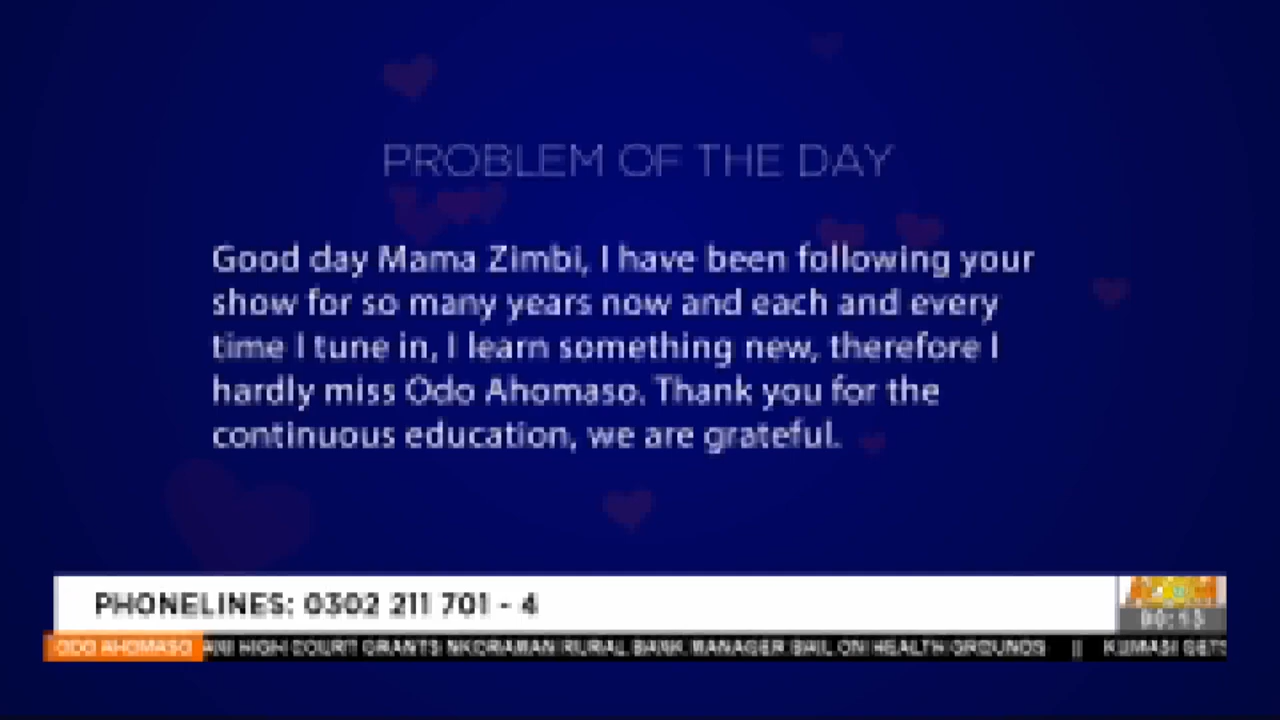 PROBLEM OF THE DAY
Good day Mama Zimbi, I have been following your
show for so many years now and each and every
time I tune in, I learn something new, therefore I
hardly miss Odo Ahomaso. Thank you for the
continuous education, we are grateful.
PHONELINES: 0302 211 701 - 4
ODO AHOMASO
HIGH COURT GRANTS NKORAMAN RURAL BANK MANAGER BAIL ON HEALTH GROUNDS || KUMASI GETS